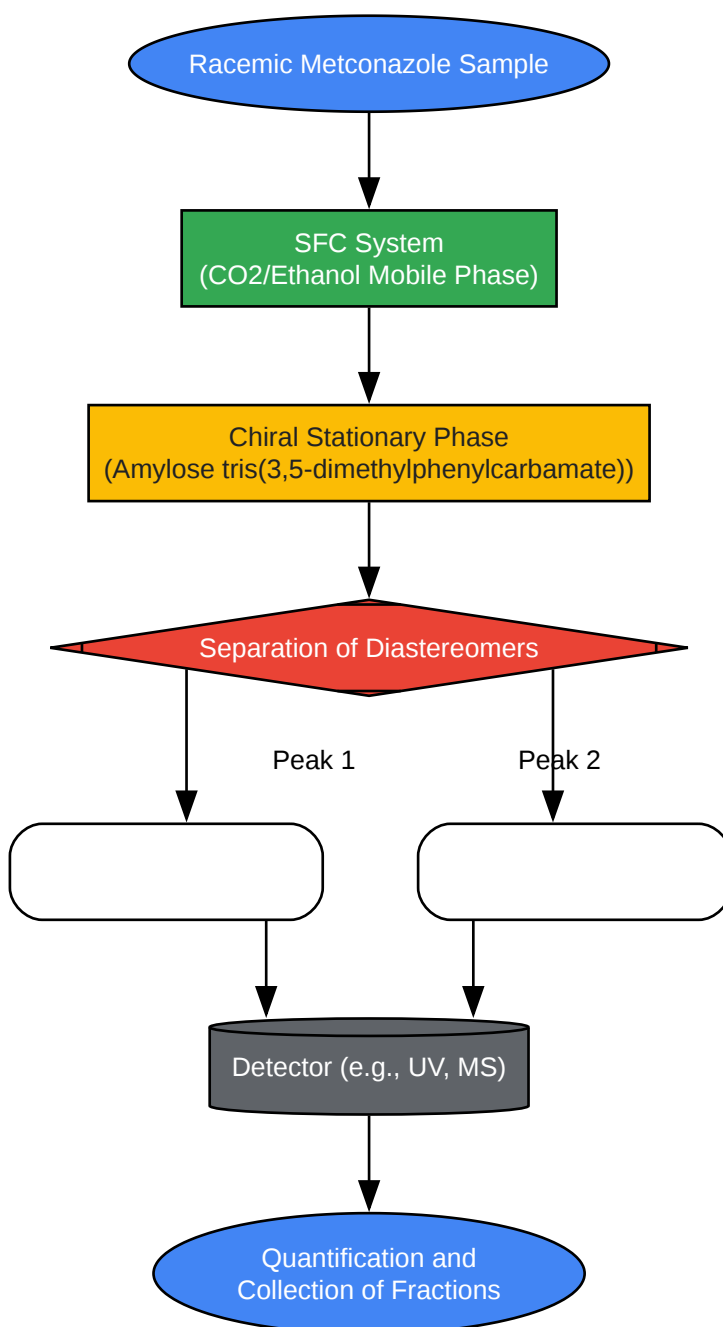 Racemic Metconazole Sample
SFC System
(CO2/Ethanol Mobile Phase)
Chiral Stationary Phase
(Amylose tris(3,5-dimethylphenylcarbamate))
Separation of Diastereomers
Peak 1
Peak 2
Detector (e.g., UV, MS)
Quantification and
Collection of Fractions